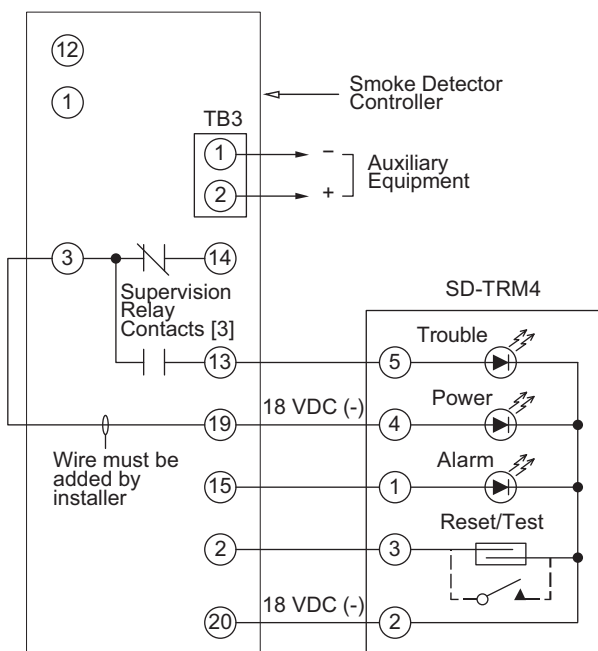 12
1
Smoke Detector
Controller
TB3
1
−
2
+
Auxiliary
Equipment
3
14
Supervision
Relay
Contacts [3]
13
SD-TRM4
5
Trouble
19
18 VDC (-)
4
Power
Wire must be
added by
installer
15
1
Alarm
2
3
Reset/Test
20
18 VDC (-)
2